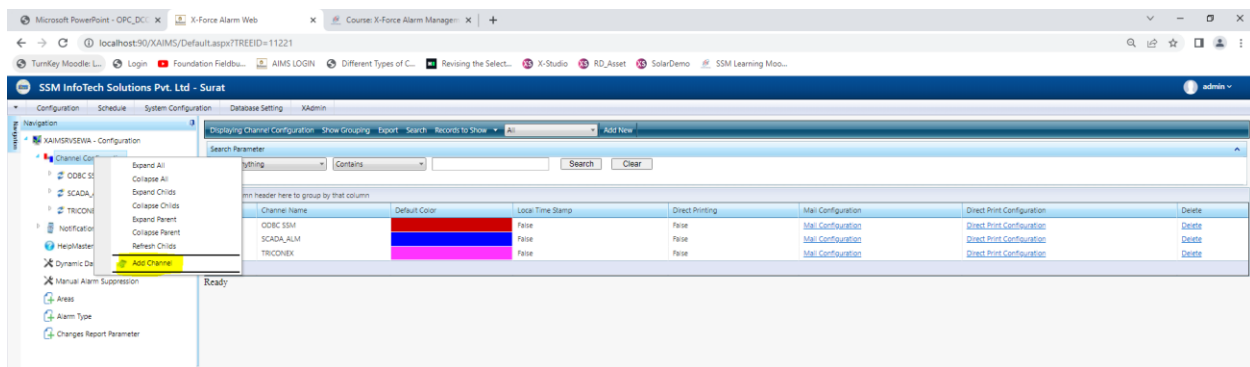 Microsoft PowerPoint - OPC_DCC X-Force Alarm Web Course: X-Force Alarm Managem
localhost:90/XAIMS/Default.aspx?TREEID=11221
TurnKey Moodle: L... Login Foundation Fieldbu... AIMS LOGIN Different Types of C... Revising the Select... X-Studio RD_Asset SolarDemo SSM Learning Moo...
SSM InfoTech Solutions Pvt. Ltd - Surat admin
Configuration Schedule System Configuration Database Setting XAdmin
Navigation
Navigation
XAIMSRVSEWA - Configuration
Channel Con
ODBC SS
SCADA_A
TRICONE
Notification
HelpMaster
Dynamic Da
Manual Alarm Suppression
Areas
Alarm Type
Changes Report Parameter
Expand All
Collapse All
Expand Childs
Collapse Childs
Expand Parent
Collapse Parent
Refresh Childs
Add Channel
Displaying Channel Configuration Show Grouping Export Search Records to Show All Add New
Search Parameter
ything Contains Search Clear
mn header here to group by that column
Channel Name Default Color Local Time Stamp Direct Printing Mail Configuration Direct Print Configuration Delete
ODBC SSM False False Mail Configuration Direct Print Configuration Delete
SCADA_ALM False False Mail Configuration Direct Print Configuration Delete
TRICONEX False False Mail Configuration Direct Print Configuration Delete
Ready